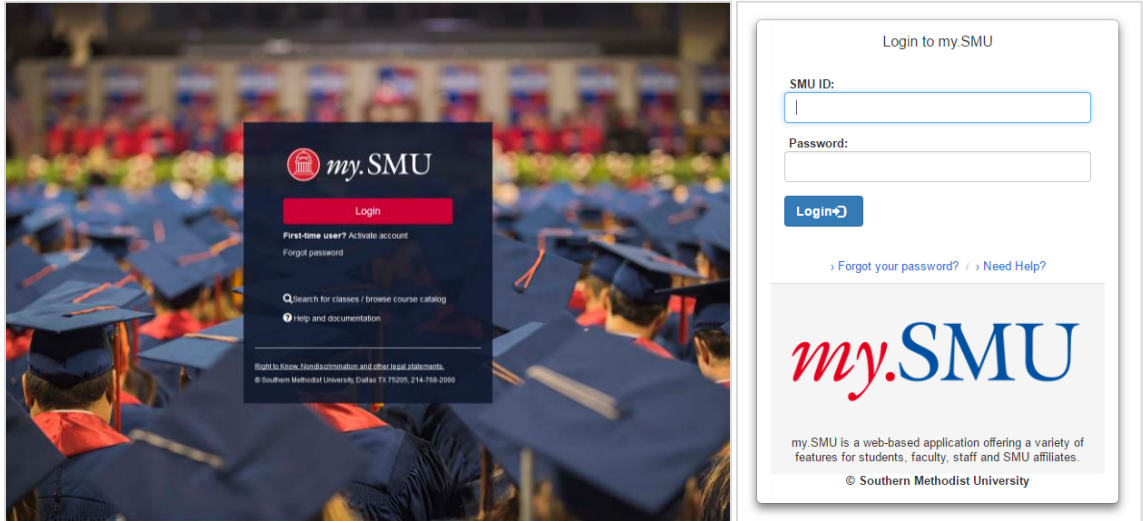 my.SMU
Login
First-time user? Activate account
Forgot password
Search for classes / browse course catalog
Help and documentation
Right to Know, Nondiscrimination and other legal statements.
© Southern Methodist University, Dallas TX 75205, 214-768-2000
Login to my.SMU
SMU ID:
Password:
Login
› Forgot your password? / › Need Help?
my.SMU
my.SMU is a web-based application offering a variety of
features for students, faculty, staff and SMU affiliates.
© Southern Methodist University